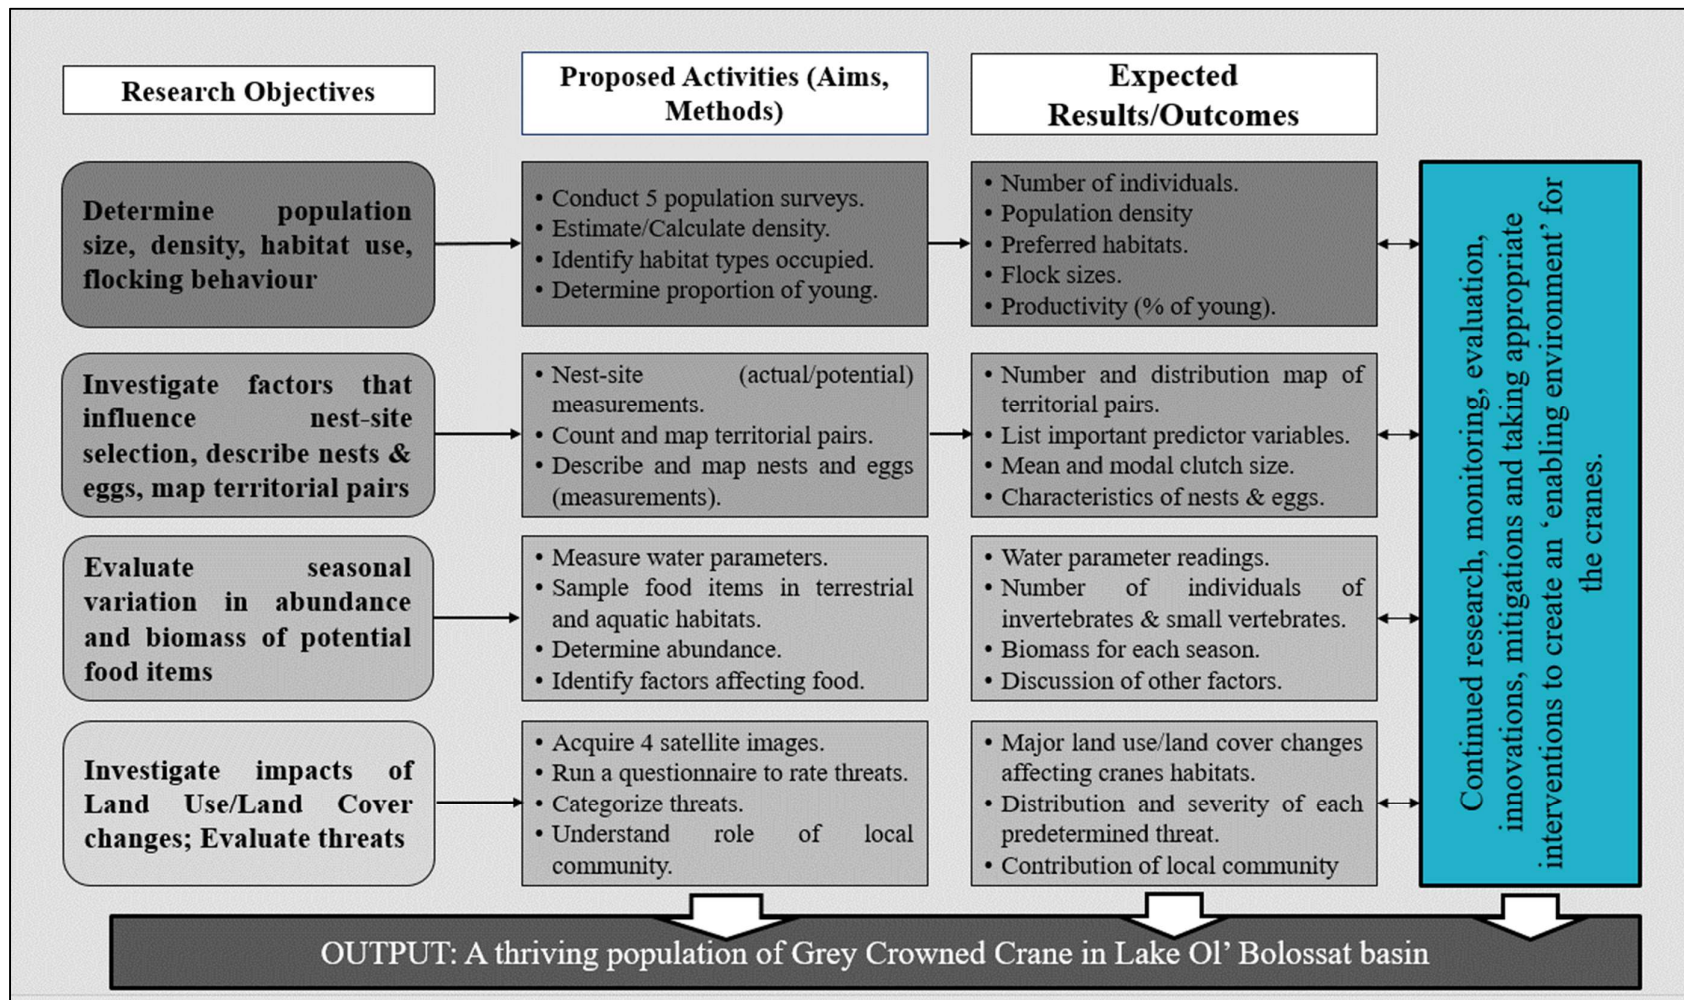 Research Objectives
Proposed Activities (Aims,
Methods)
Expected
Results/Outcomes
Determine population
size, density, habitat use,
flocking behaviour
• Conduct 5 population surveys.
• Estimate/Calculate density.
• Identify habitat types occupied.
• Determine proportion of young.
• Number of individuals.
• Population density
• Preferred habitats.
• Flock sizes.
• Productivity (% of young).
Investigate factors that
influence nest-site
selection, describe nests &
eggs, map territorial pairs
• Nest-site (actual/potential)
measurements.
• Count and map territorial pairs.
• Describe and map nests and eggs
(measurements).
• Number and distribution map of
territorial pairs.
• List important predictor variables.
• Mean and modal clutch size.
• Characteristics of nests & eggs.
Evaluate seasonal
variation in abundance
and biomass of potential
food items
• Measure water parameters.
• Sample food items in terrestrial
and aquatic habitats.
• Determine abundance.
• Identify factors affecting food.
• Water parameter readings.
• Number of individuals of
invertebrates & small vertebrates.
• Biomass for each season.
• Discussion of other factors.
Investigate impacts of
Land Use/Land Cover
changes; Evaluate threats
• Acquire 4 satellite images.
• Run a questionnaire to rate threats.
• Categorize threats.
• Understand role of local
community.
• Major land use/land cover changes
affecting cranes habitats.
• Distribution and severity of each
predetermined threat.
• Contribution of local community
Continued research, monitoring, evaluation,
innovations, mitigations and taking appropriate
interventions to create an ‘enabling environment’ for
the cranes.
OUTPUT: A thriving population of Grey Crowned Crane in Lake Ol’ Bolossat basin